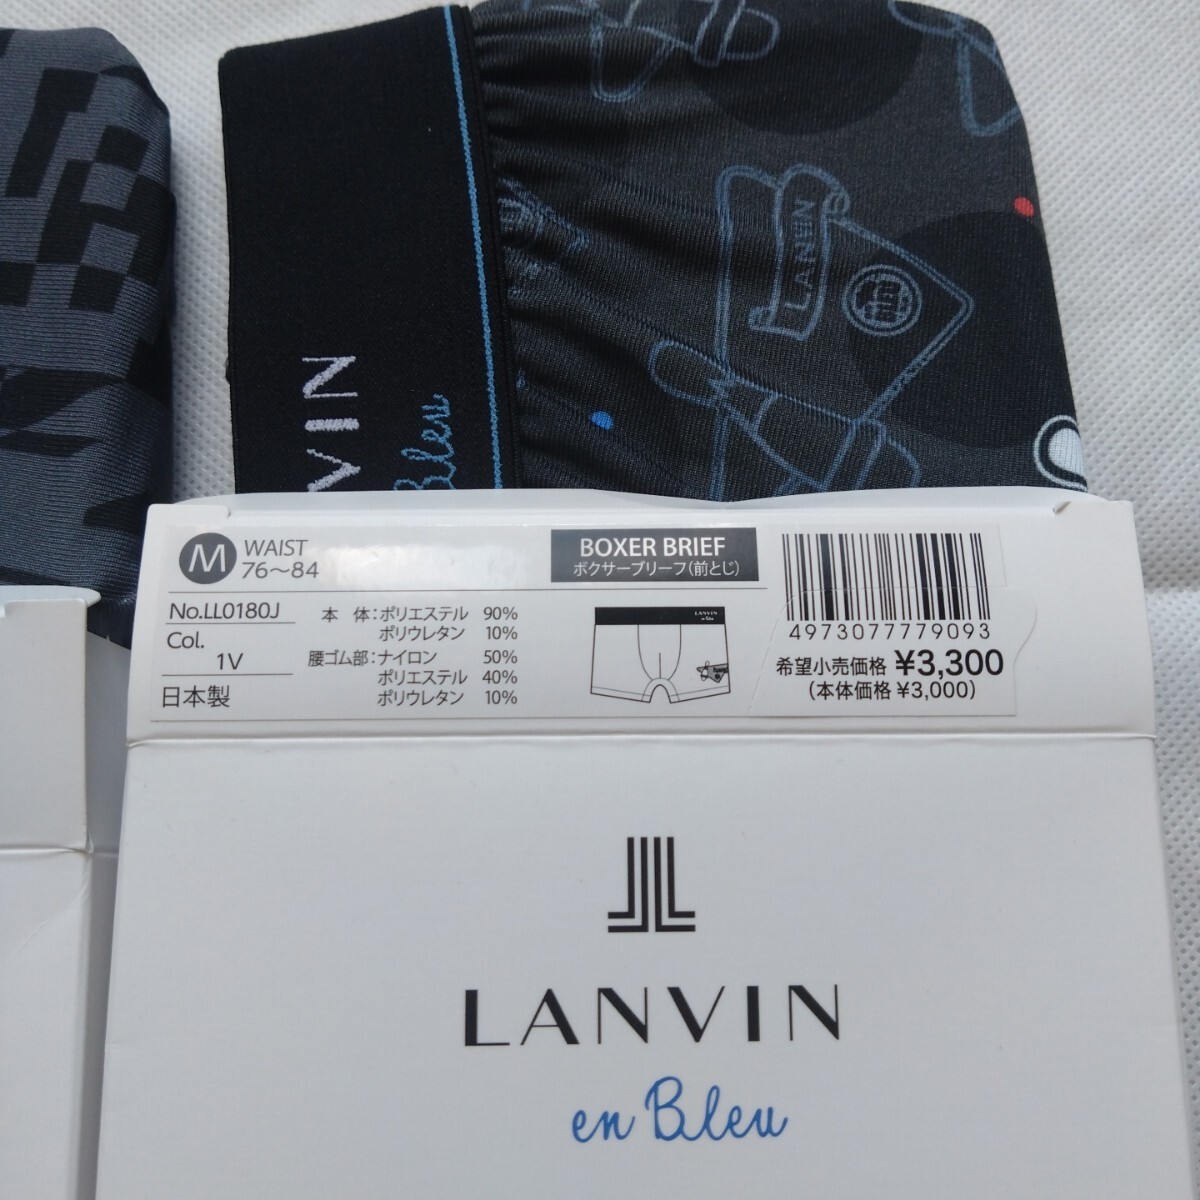 LANVEN
VIN
Bleu
M WAIST
76～84
No.LL0180J
Col.
1V
日本製
本 体：ポリエステル 90%
ポリウレタン 10%
腰ゴム部：ナイロン 50%
ポリエステル 40%
ポリウレタン 10%
BOXER BRIEF
ボクサーブリーフ（前とじ）
LANVIN
en Bleu
4973077779093
希望小売価格 ¥3,300
（本体価格 ¥3,000）
LANVIN
en Bleu